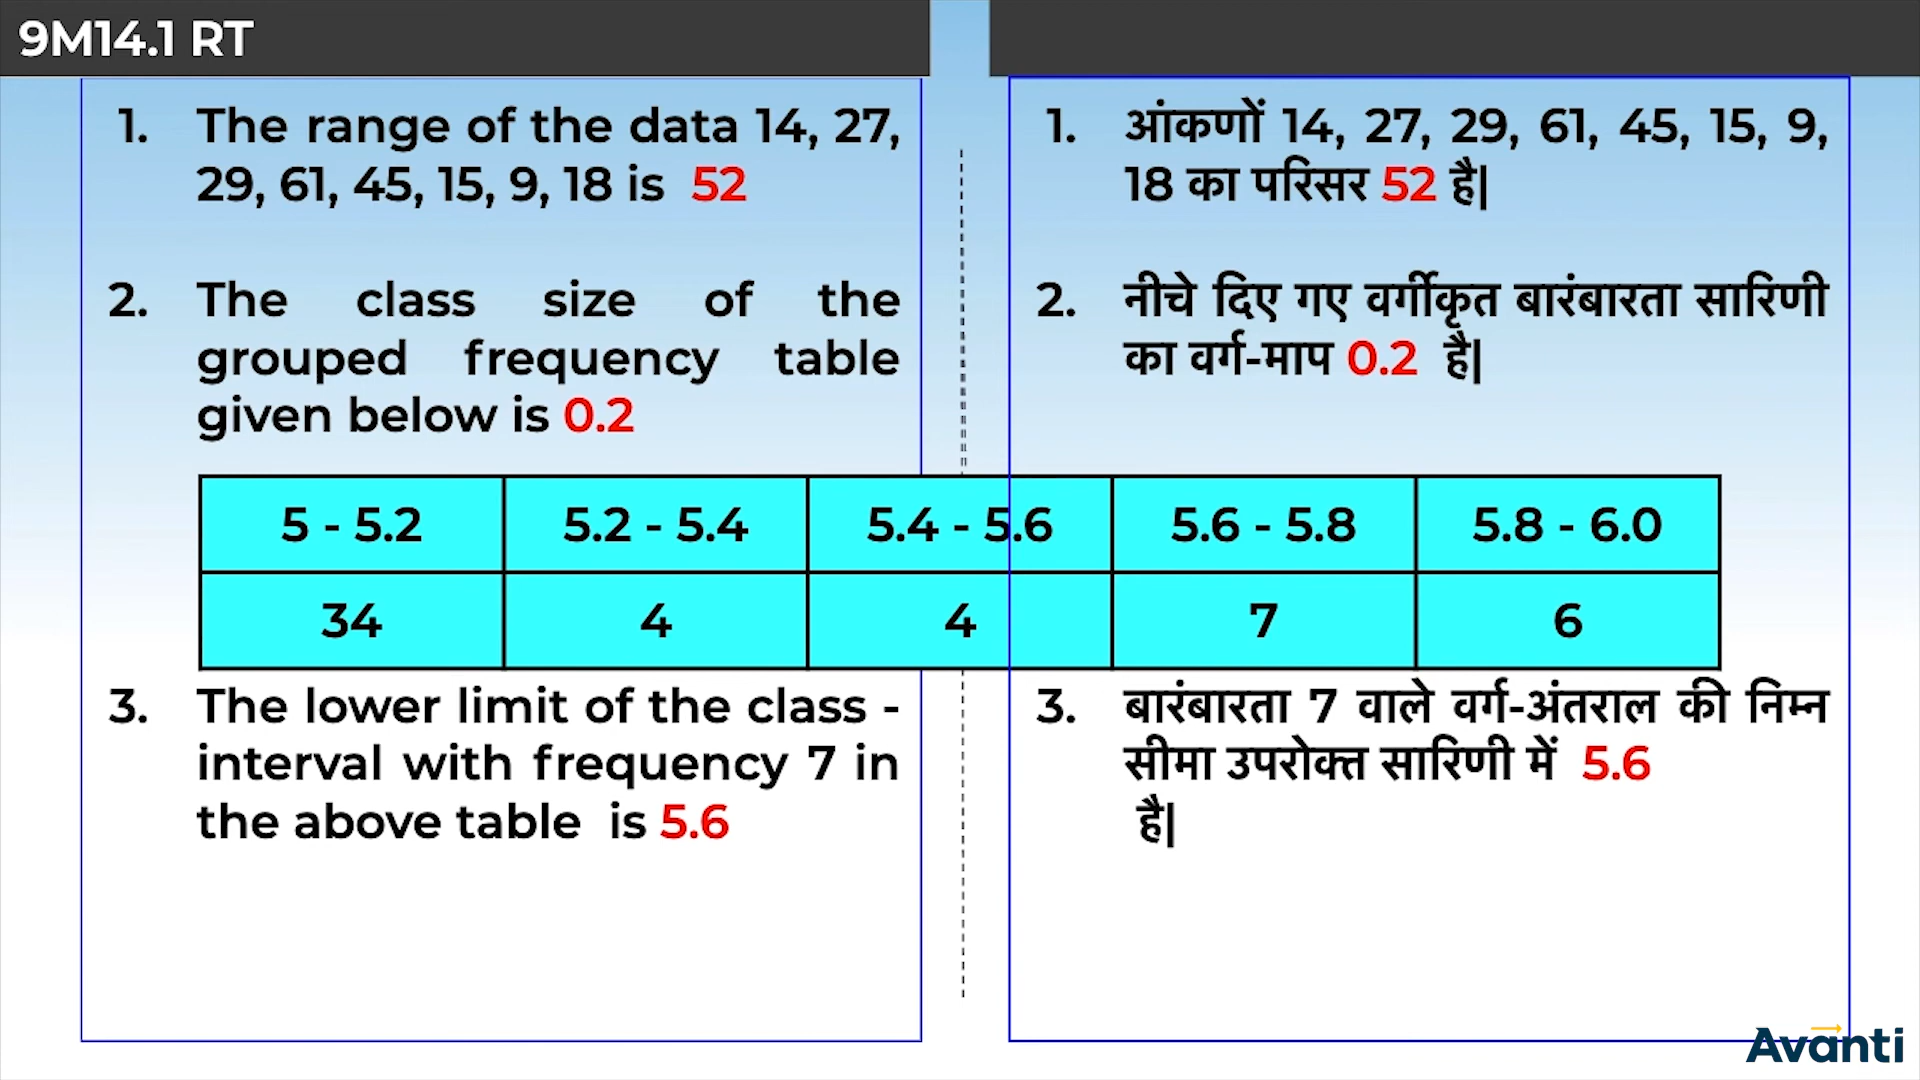 9M14.1 RT
1. The range of the data 14, 27,
29, 61, 45, 15, 9, 18 is 52
2. The class size of the
grouped frequency table
given below is 0.2
1. आंकणों 14, 27, 29, 61, 45, 15, 9,
18 का परिसर 52 है|
2. नीचे दिए गए वर्गीकृत बारंबारता सारिणी
का वर्ग-माप 0.2 है|
5 - 5.2 5.2 - 5.4 5.4 - 5.6 5.6 - 5.8 5.8 - 6.0
34 4 4 7 6
3. The lower limit of the class -
interval with frequency 7 in
the above table is 5.6
3. बारंबारता 7 वाले वर्ग-अंतराल की निम्न
सीमा उपरोक्त सारिणी में 5.6
है|
Avanti